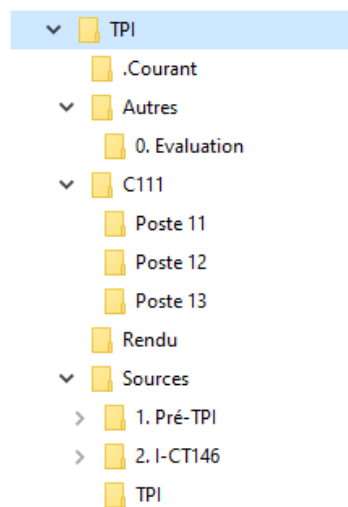 TPI
.Courant
Autres
0. Evaluation
C111
Poste 11
Poste 12
Poste 13
Rendu
Sources
1. Pré-TPI
2. I-CT146
TPI